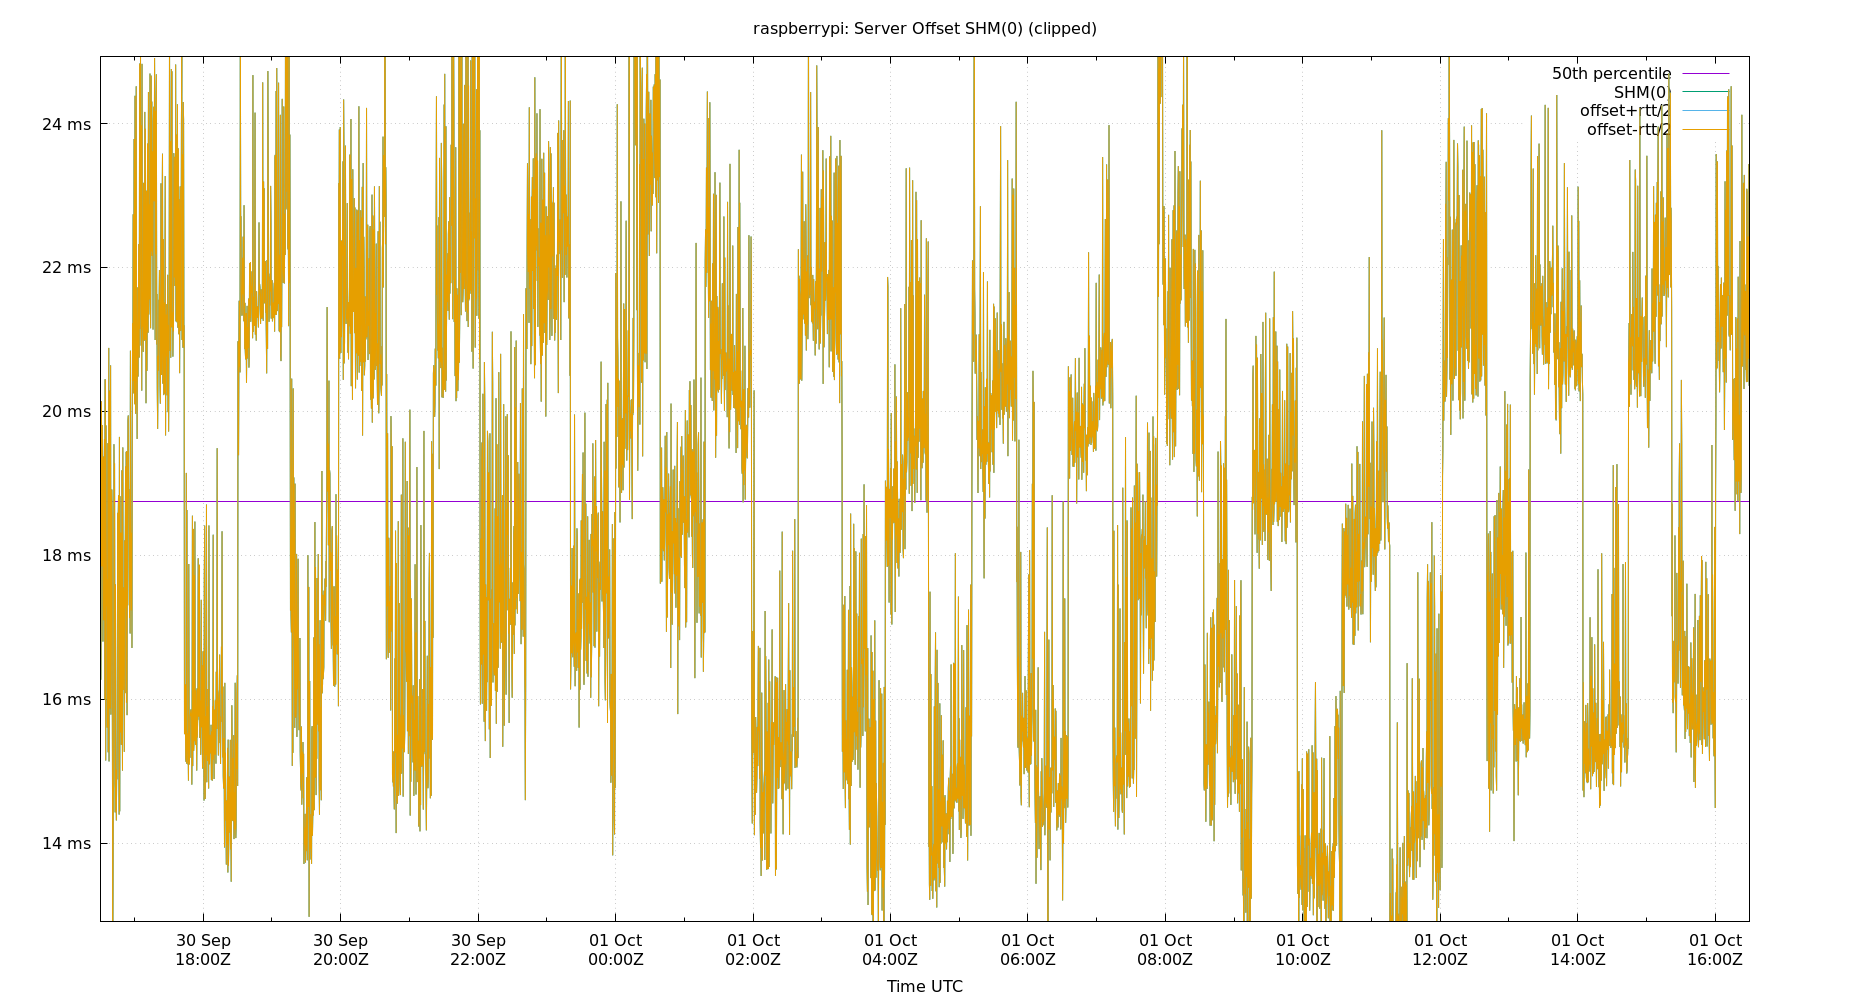 raspberrypi: Server Offset SHM(0) (clipped)
50th percentile
SHM(0)
offset+rtt/2
offset-rtt/2
24 ms
22 ms
20 ms
18 ms
16 ms
14 ms
30 Sep 30 Sep 30 Sep 01 Oct 01 Oct 01 Oct 01 Oct 01 Oct 01 Oct 01 Oct 01 Oct 01 Oct
18:00Z 20:00Z 22:00Z 00:00Z 02:00Z 04:00Z 06:00Z 08:00Z 10:00Z 12:00Z 14:00Z 16:00Z
Time UTC